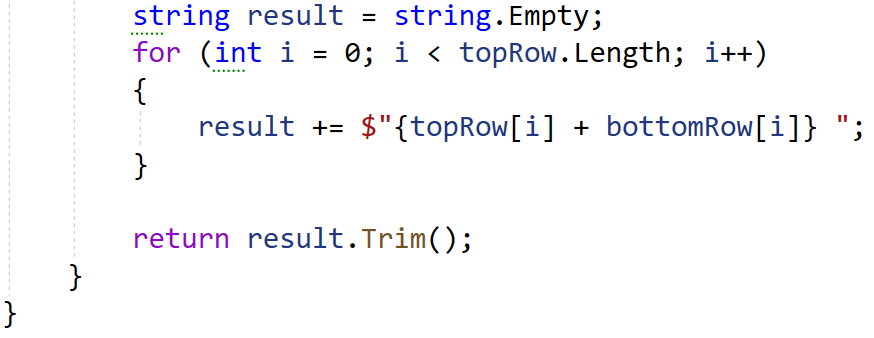 string result = string.Empty;
for (int i = 0; i < topRow.Length; i++)
{
result += $"{topRow[i] + bottomRow[i]} ";
}
return result.Trim();
}
}